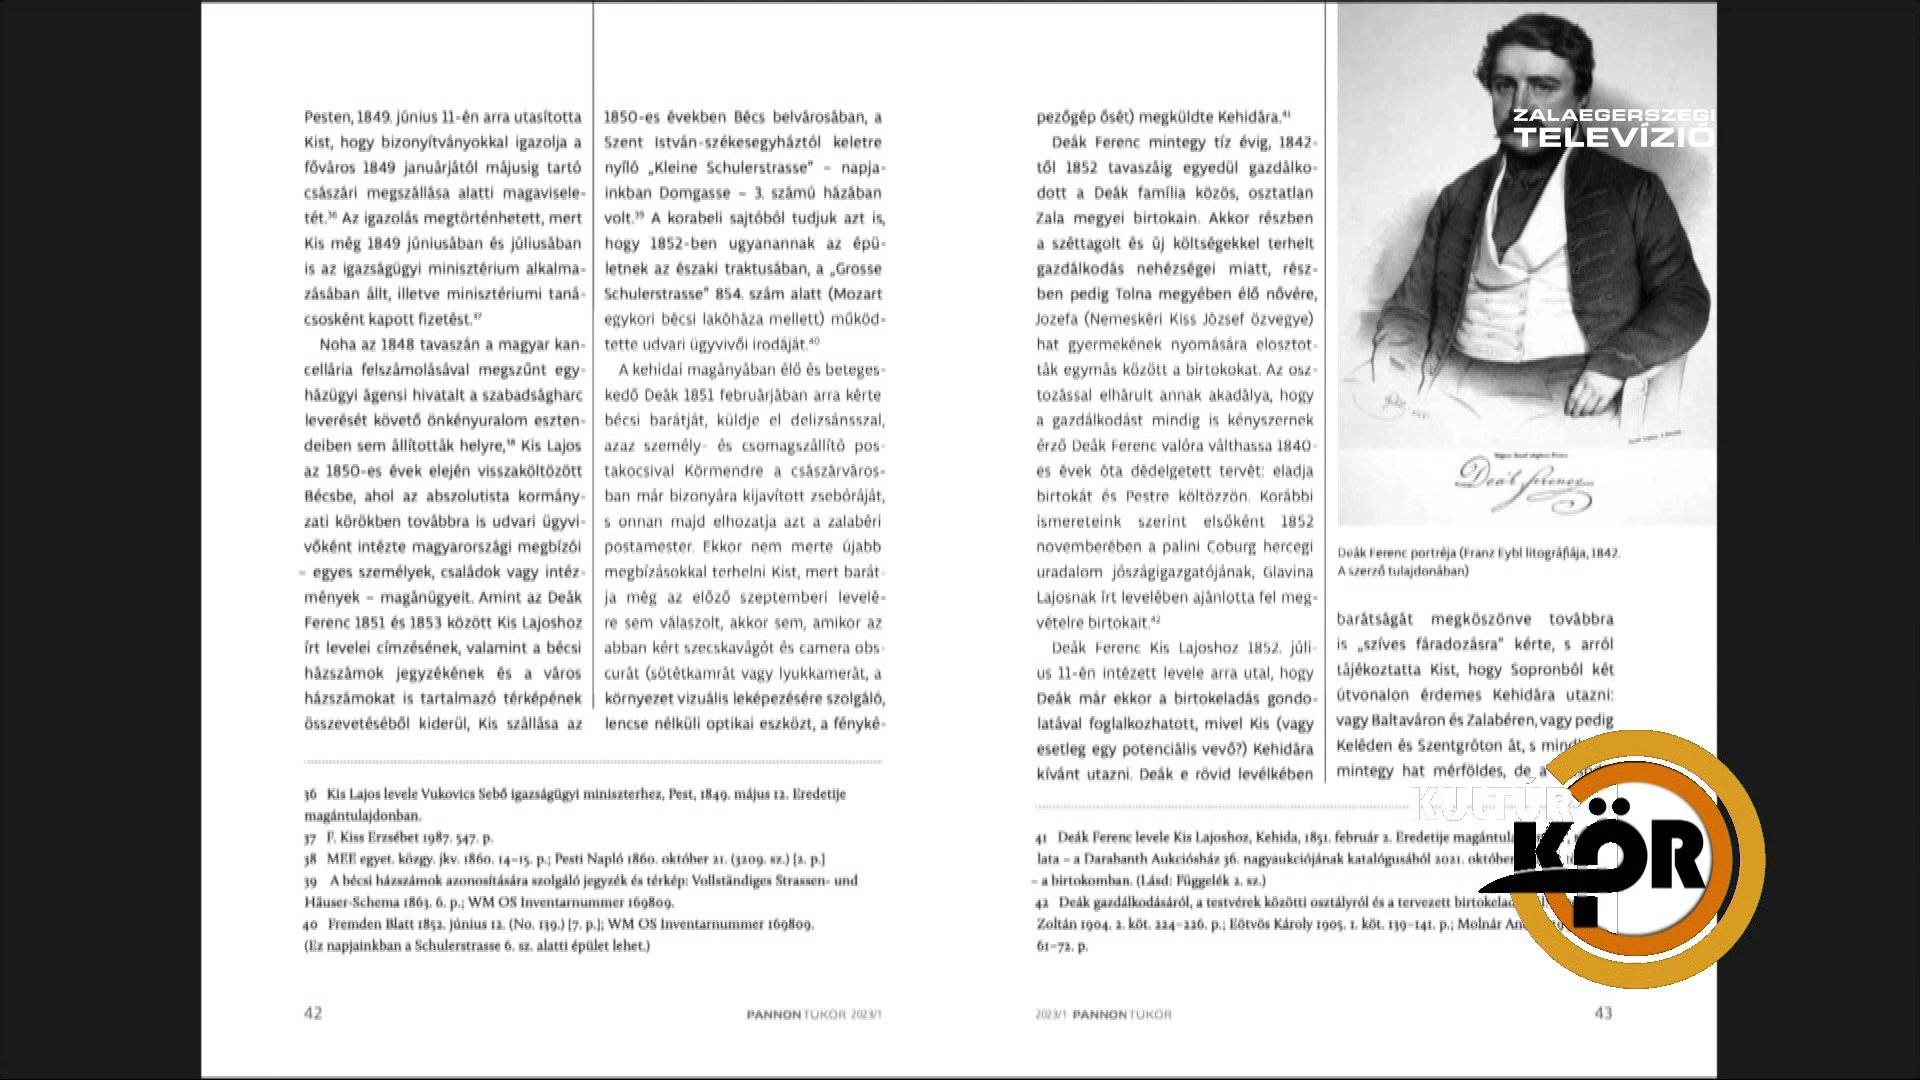 Pesten, 1849. június 11-én arra utasította
Kist, hogy bizonyítványokkal igazolja a
főváros 1849 januárjától májusig tartó
császári megszállása alatti magavisele-
tét.³⁶ Az igazolás megtörténhetett, mert
Kis még 1849 júniusában és júliusában
is az igazságügyi minisztérium alkalma-
zásában állt, illetve minisztériumi taná-
csosként kapott fizetést.³⁷
Noha az 1848 tavaszán a magyar kan-
cellária felszámolásával megszűnt egy-
házügyi ágensi hivatalt a szabadságharc
leverését követő önkényuralom eszten-
deiben sem állították helyre,³⁸ Kis Lajos
az 1850-es évek elején visszaköltözött
Bécsbe, ahol az abszolutista kormány-
zati körökben továbbra is udvari ügyvi-
vőként intézte magyarországi megbízói
– egyes személyek, családok vagy intéz-
mények – magánügyeit. Amint az Deák
Ferenc 1851 és 1853 között Kis Lajoshoz
írt levelei címzésének, valamint a bécsi
házszámok jegyzékének és a város
házszámokat is tartalmazó térképének
összevetéséből kiderül, Kis szállása az
1850-es években Bécs belvárosában, a
Szent István-székesegyháztól keletre
nyíló „Kleine Schulerstrasse” – napja-
inkban Domgasse – 3. számú házában
volt.³⁹ A korabeli sajtóból tudjuk azt is,
hogy 1852-ben ugyanannak az épü-
letnek az északi traktusában, a „Grosse
Schulerstrasse” 854. szám alatt (Mozart
egykori bécsi lakóháza mellett) működ-
tette udvari ügyvivői irodáját.⁴⁰
A kehidai magányában élő és beteges-
kedő Deák 1851 februárjában arra kérte
bécsi barátját, küldje el delizsánsszal,
azaz személy- és csomagszállító pos-
takocsival Körmendre a császárváros-
ban már bizonyára kijavított zsebóráját,
s onnan majd elhozatja azt a zalabéri
postamester. Ekkor nem merte újabb
megbízásokkal terhelni Kist, mert barát-
ja még az előző szeptemberi levelé-
re sem válaszolt, akkor sem, amikor az
abban kért szecskavágót és camera obs-
curát (sötétkamrát vagy lyukkamerát, a
környezet vizuális leképezésére szolgáló,
lencse nélküli optikai eszközt, a fényké-
36 Kis Lajos levele Vukovics Sebő igazságügyi miniszterhez, Pest, 1849. május 12. Eredetije
magántulajdonban.
37 F. Kiss Erzsébet 1987. 547. p.
38 MEE egyet. közgy. jkv. 1860. 14–15. p.; Pesti Napló 1860. október 21. (3209. sz.) [2. p.]
39 A bécsi házszámok azonosítására szolgáló jegyzék és térkép: Vollständiges Strassen- und
Häuser-Schema 1863. 6. p.; WM OS Inventarnummer 169809.
40 Fremden Blatt 1852. június 12. (No. 139.) [7. p.]; WM OS Inventarnummer 169809.
(Ez napjainkban a Schulerstrasse 6. sz. alatti épület lehet.)
42
PANNONTÜKÖR 2023/1
pezőgép ősét) megküldte Kehidára.⁴¹
Deák Ferenc mintegy tíz évig, 1842-
től 1852 tavaszáig egyedül gazdálko-
dott a Deák família közös, osztatlan
Zala megyei birtokain. Akkor részben
a széttagolt és új költségekkel terhelt
gazdálkodás nehézségei miatt, rész-
ben pedig Tolna megyében élő nővére,
Jozefa (Nemeskéri Kiss József özvegye)
hat gyermekének nyomására elosztot-
ták egymás között a birtokokat. Az osz-
tozással elhárult annak akadálya, hogy
a gazdálkodást mindig is kényszernek
érző Deák Ferenc valóra válthassa 1840-
es évek óta dédelgetett tervét: eladja
birtokát és Pestre költözzön. Korábbi
ismereteink szerint elsőként 1852
novemberében a palini Coburg hercegi
uradalom jószágigazgatójának, Glavina
Lajosnak írt levelében ajánlotta fel meg-
vételre birtokait.⁴²
Deák Ferenc Kis Lajoshoz 1852. júli-
us 11-én intézett levele arra utal, hogy
Deák már ekkor a birtokeladás gondo-
latával foglalkozhatott, mivel Kis (vagy
esetleg egy potenciális vevő?) Kehidára
kívánt utazni. Deák e rövid levélkében
ZALAEGERSZEGI
TELEVÍZIÓ
Deák Ferenc
Deák Ferenc portréja (Franz Eybl litográfiája, 1842.
A szerző tulajdonában)
barátságát megköszönve továbbra
is „szíves fáradozásra” kérte, s arról
tájékoztatta Kist, hogy Sopronból két
útvonalon érdemes Kehidára utazni:
vagy Baltaváron és Zalabéren, vagy pedig
Keléden és Szentgróton át, s
mintegy hat mérföldes, de
41 Deák Ferenc levele Kis Lajoshoz, Kehida, 1851. február 2. Eredetije
lata – a Darabanth Aukciósház 36. nagyaukciójának katalógusából 2021. október
– a birtokomban. (Lásd: Függelék 2. sz.)
42 Deák gazdálkodásáról, a testvérek közötti osztályról és a tervezett
Zoltán 1904. 2. köt. 224–226. p.; Eötvös Károly 1905. 1. köt. 139–141. p.; Molnár
61–72. p.
2023/1 PANNONTÜKÖR
43
KULTÚR
KÖR